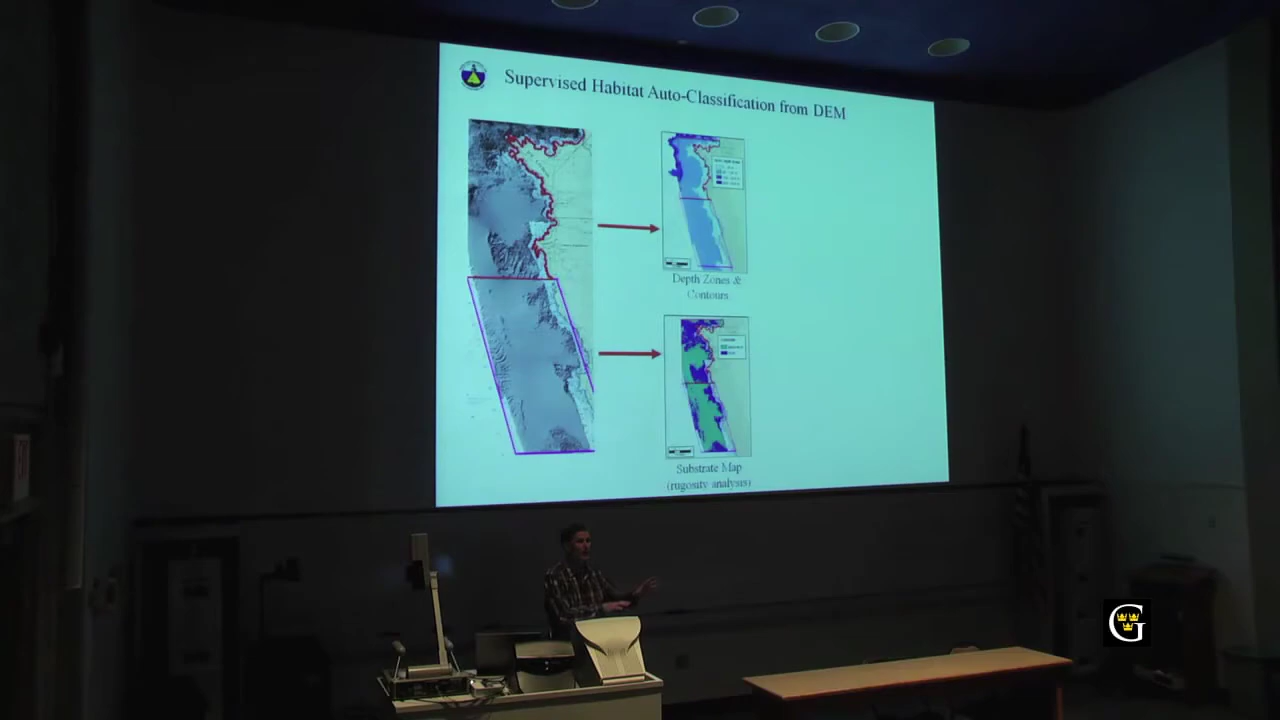 Supervised Habitat Auto-Classification from DEM
Depth Zones &
Contours
Substrate Map
(rugosity analysis)
G